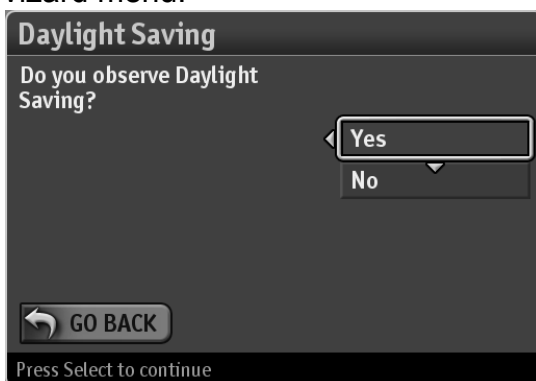 Daylight Saving
Do you observe Daylight
Saving?
Yes
No
GO BACK
Press Select to continue